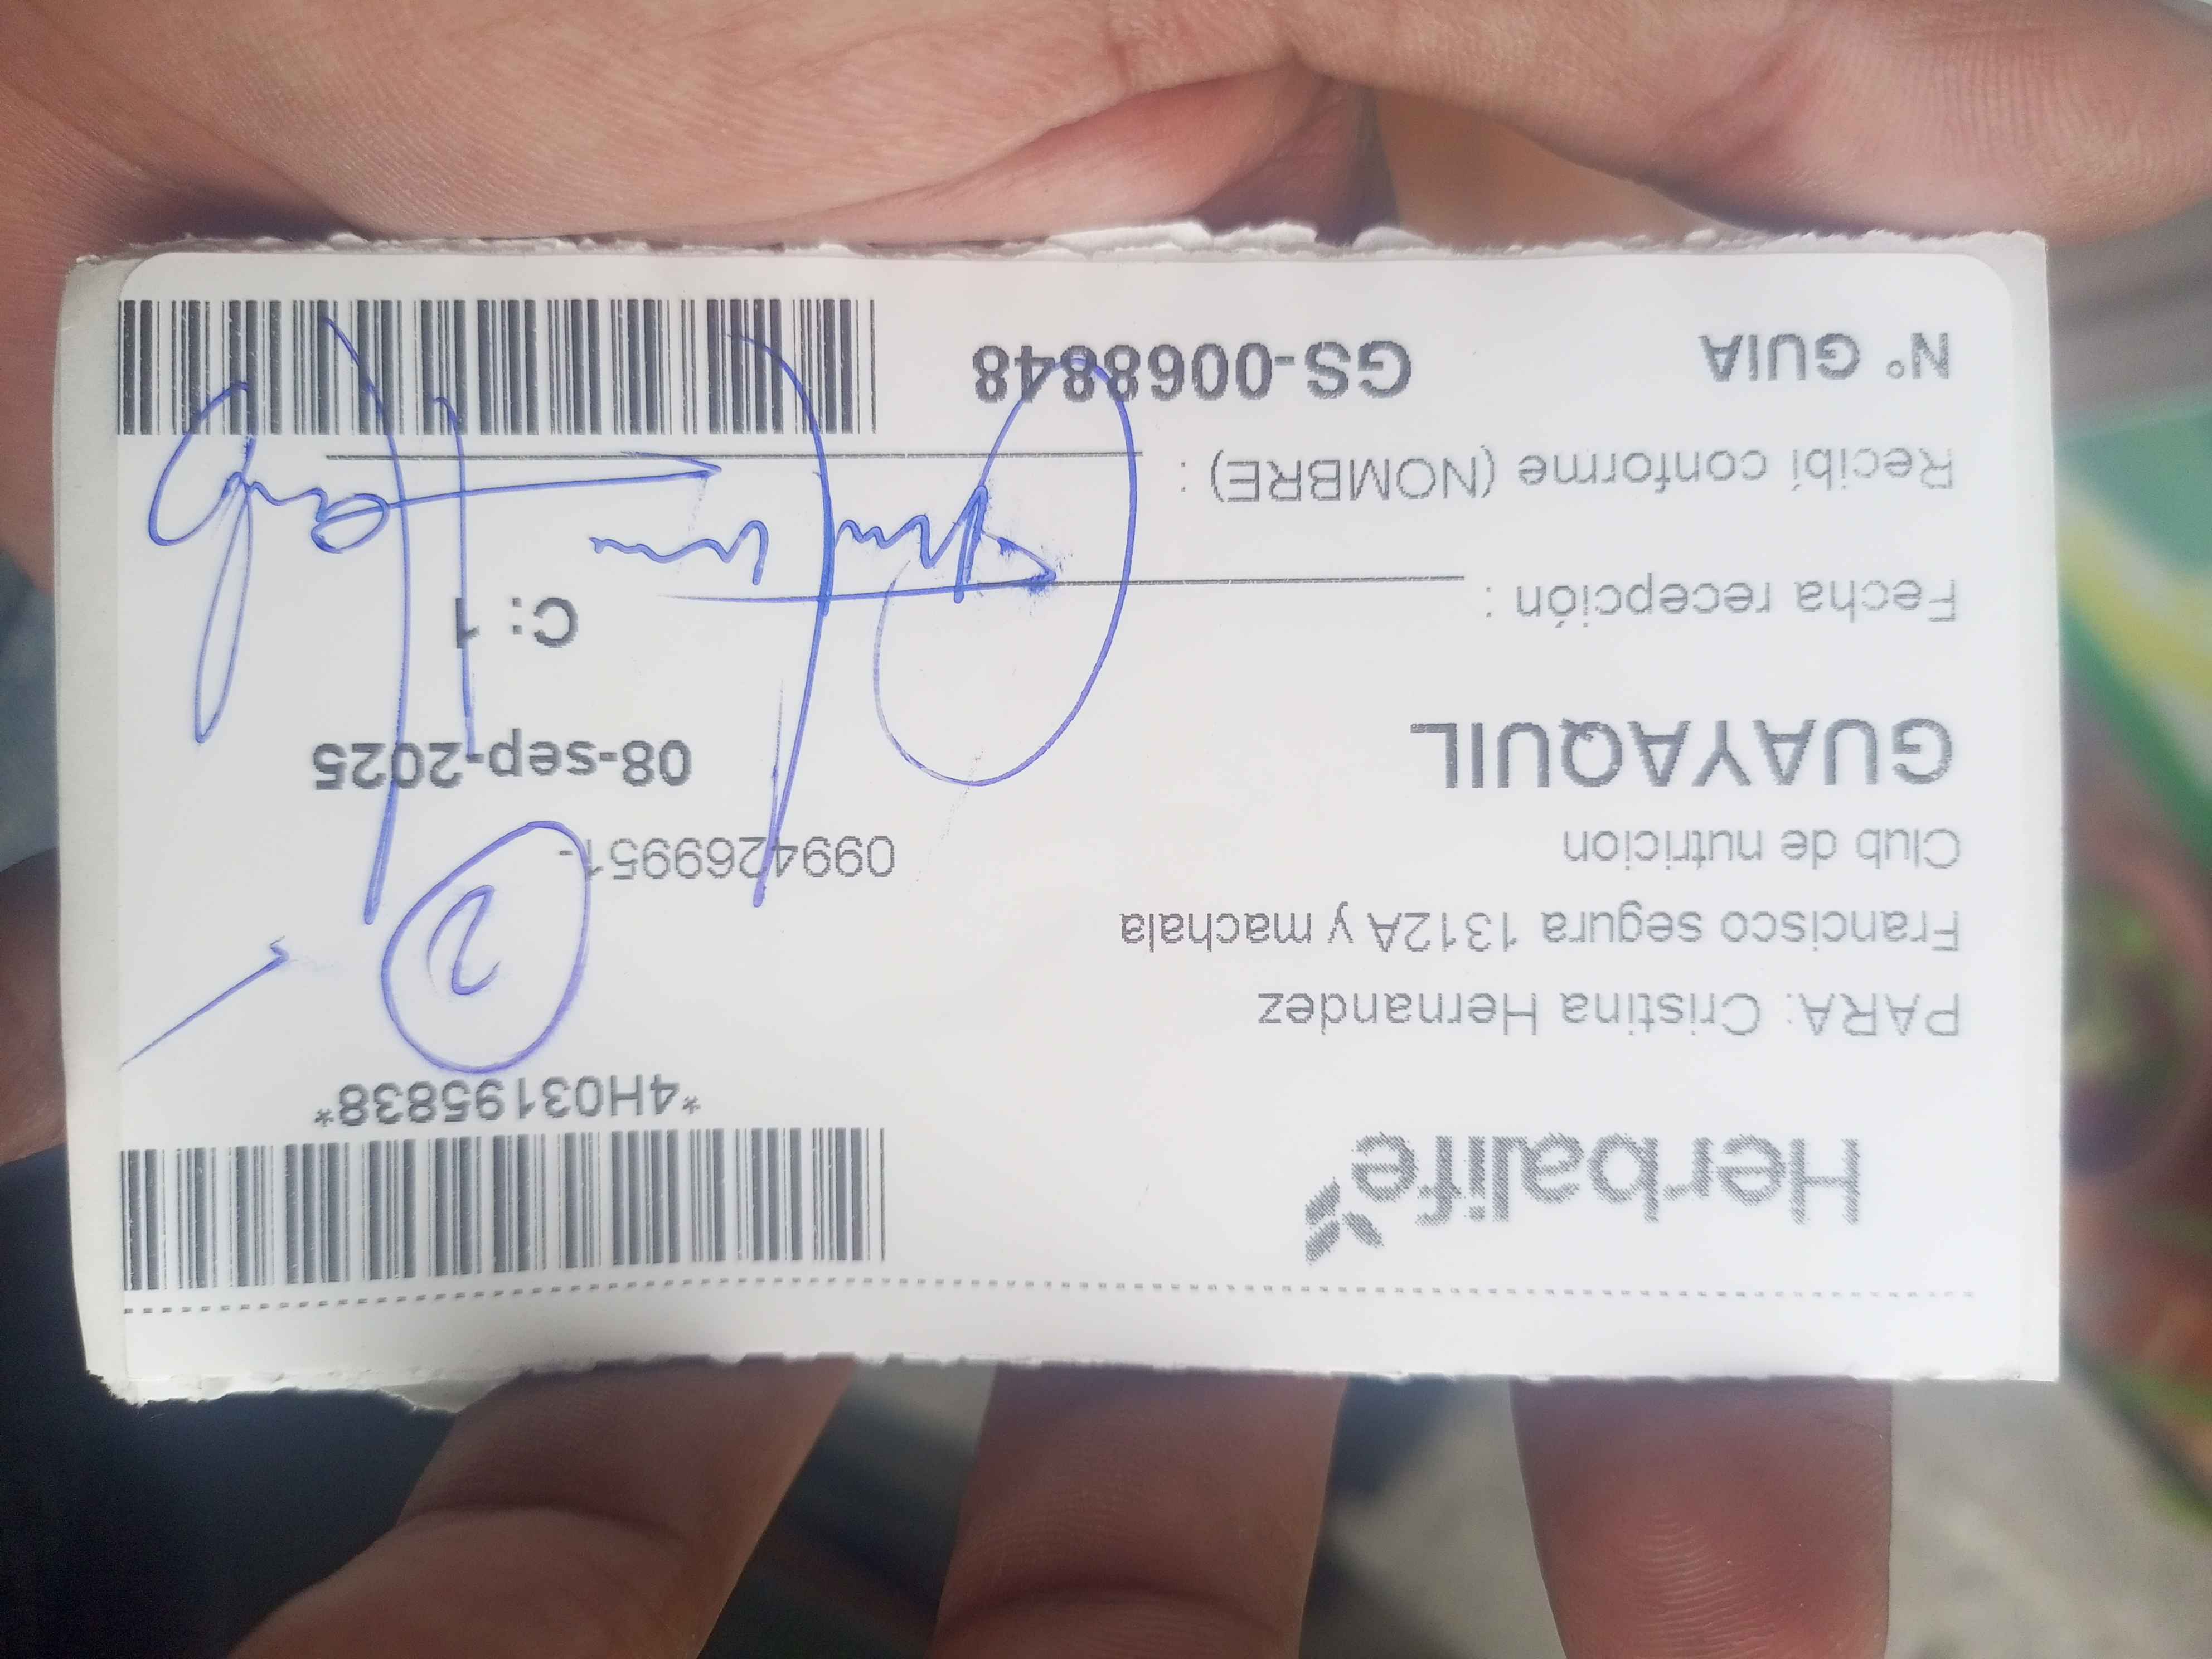 Herbalife
*4H03195838*
PARA: Cristina Hernandez
Francisco segura 1312A y machala
Club de nutricion
0994269951-
GUAYAQUIL
08-sep-2025
2
Fecha recepción :
C: 1
Recibí conforme (NOMBRE) :
N° GUIA
GS-0068848